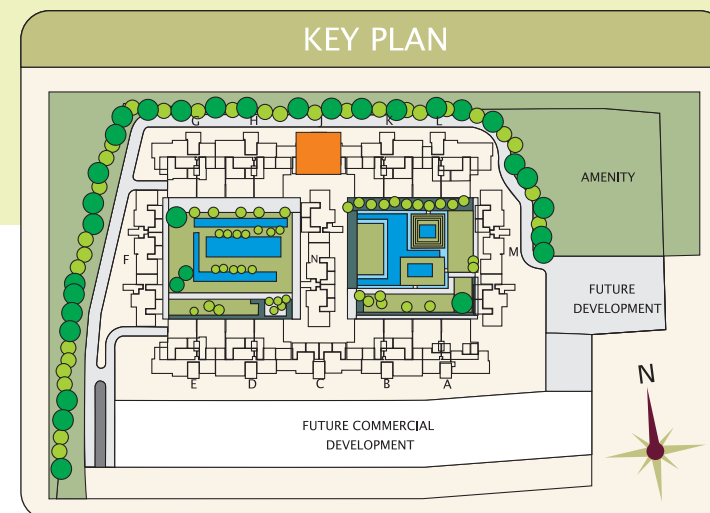 KEY PLAN
G H J K L
AMENITY
F N M
FUTURE
DEVELOPMENT
N
E D C B A
FUTURE COMMERCIAL
DEVELOPMENT